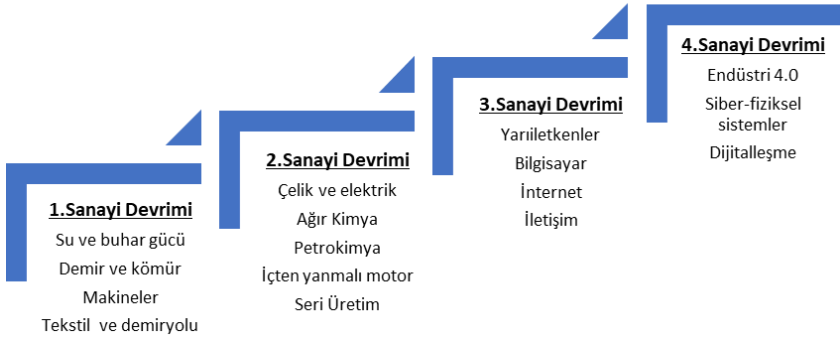 1.Sanayi Devrimi
Su ve buhar gücü
Demir ve kömür
Makineler
Tekstil ve demiryolu
2.Sanayi Devrimi
Çelik ve elektrik
Ağır Kimya
Petrokimya
İçten yanmalı motor
Seri Üretim
3.Sanayi Devrimi
Yarıiletkenler
Bilgisayar
İnternet
İletişim
4.Sanayi Devrimi
Endüstri 4.0
Siber-fiziksel
sistemler
Dijitalleşme